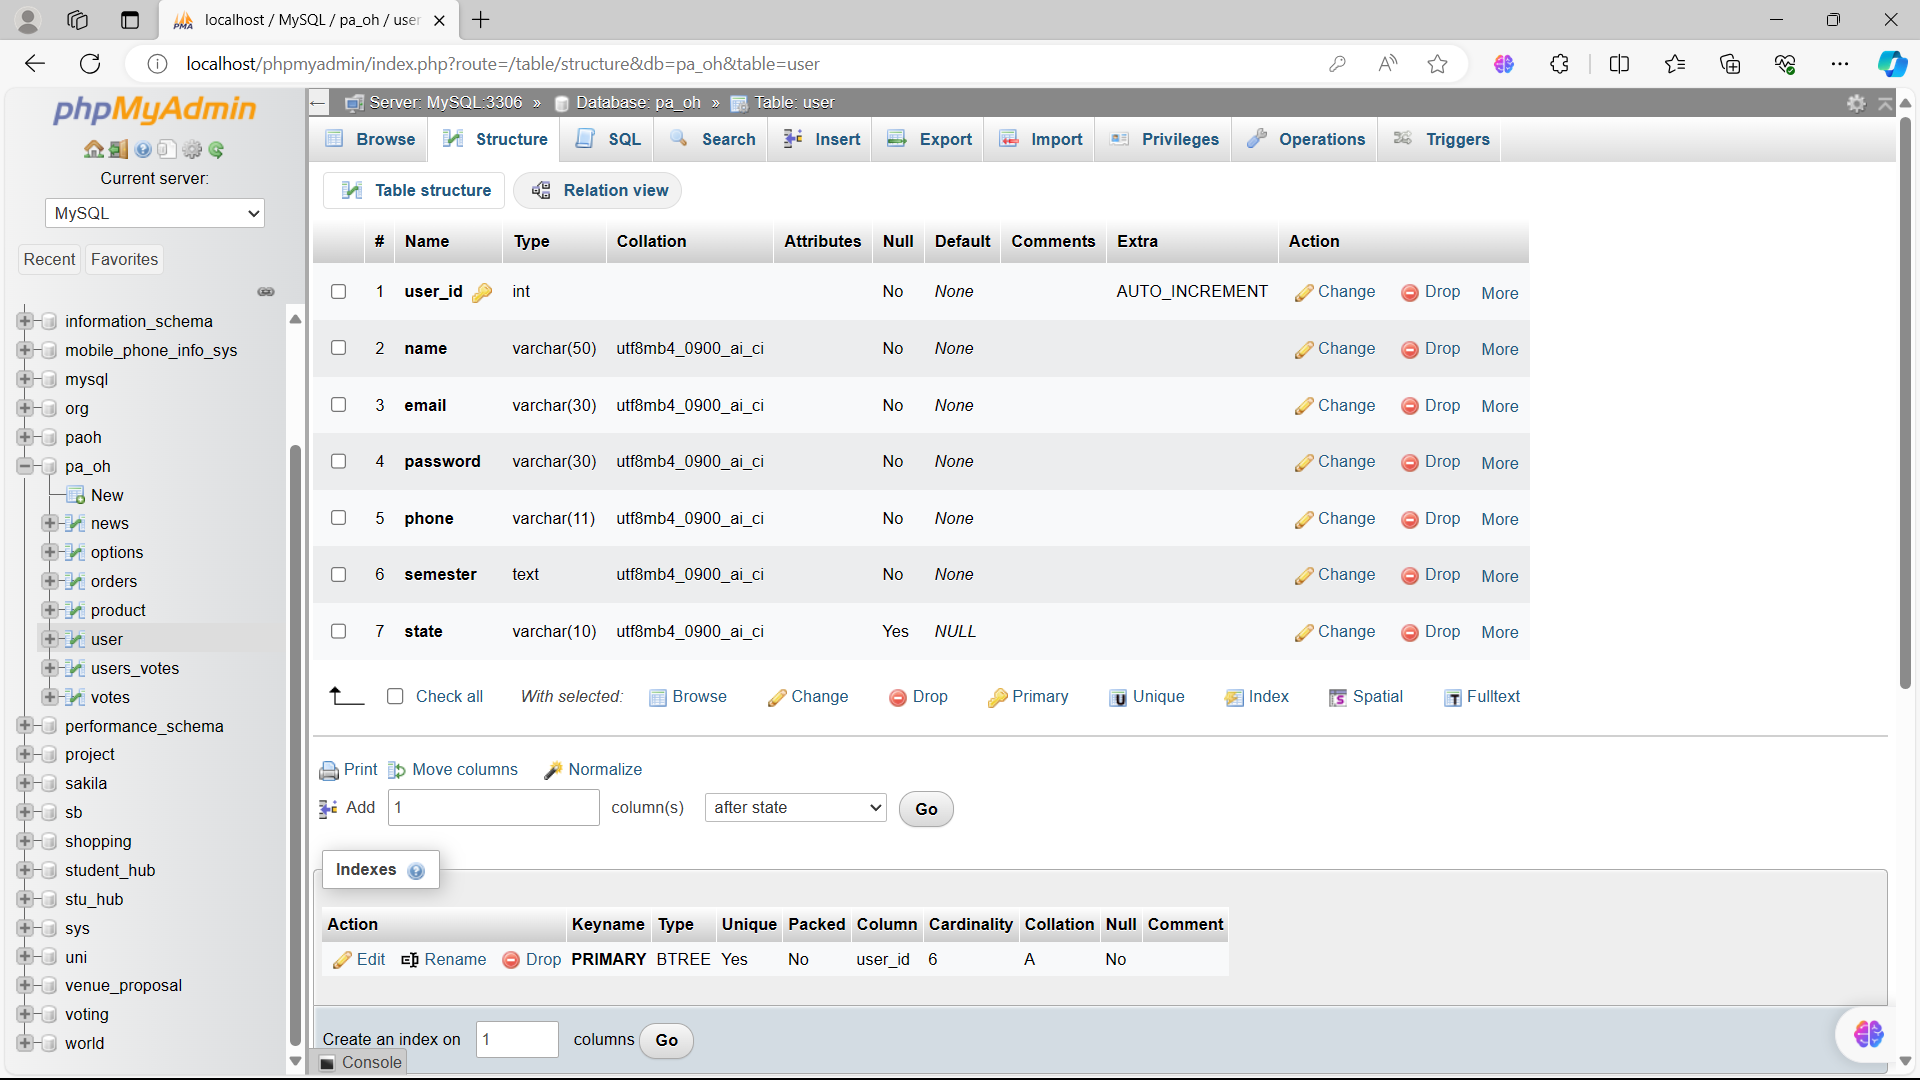 localhost / MySQL / pa_oh / user
localhost/phpmyadmin/index.php?route=/table/structure&db=pa_oh&table=user
phpMyAdmin
Current server:
MySQL
Recent Favorites
information_schema
mobile_phone_info_sys
mysql
org
paoh
pa_oh
New
news
options
orders
product
user
users_votes
votes
performance_schema
project
sakila
sb
shopping
student_hub
stu_hub
sys
uni
venue_proposal
voting
world
Server: MySQL:3306 » Database: pa_oh » Table: user
Browse Structure SQL Search Insert Export Import Privileges Operations Triggers
Table structure Relation view
# Name Type Collation Attributes Null Default Comments Extra Action
1 user_id int No None AUTO_INCREMENT Change Drop More
2 name varchar(50) utf8mb4_0900_ai_ci No None Change Drop More
3 email varchar(30) utf8mb4_0900_ai_ci No None Change Drop More
4 password varchar(30) utf8mb4_0900_ai_ci No None Change Drop More
5 phone varchar(11) utf8mb4_0900_ai_ci No None Change Drop More
6 semester text utf8mb4_0900_ai_ci No None Change Drop More
7 state varchar(10) utf8mb4_0900_ai_ci Yes NULL Change Drop More
Check all With selected: Browse Change Drop Primary Unique Index Spatial Fulltext
Print Move columns Normalize
Add 1 column(s) after state Go
Indexes
Action Keyname Type Unique Packed Column Cardinality Collation Null Comment
Edit Rename Drop PRIMARY BTREE Yes No user_id 6 A No
Create an index on 1 columns Go
Console